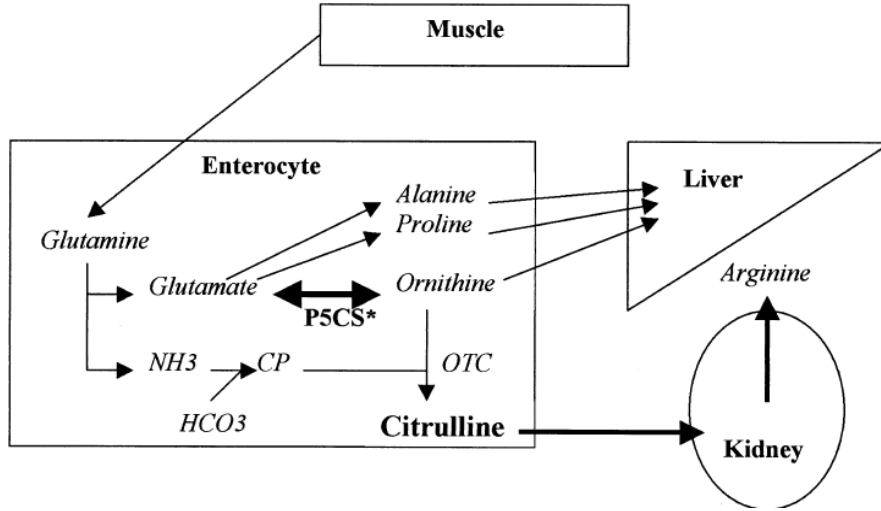 Muscle
Enterocyte
Alanine
Proline
Liver
Glutamine
Glutamate
Ornithine
P5CS*
Arginine
NH3
CP
OTC
HCO3
Citrulline
Kidney